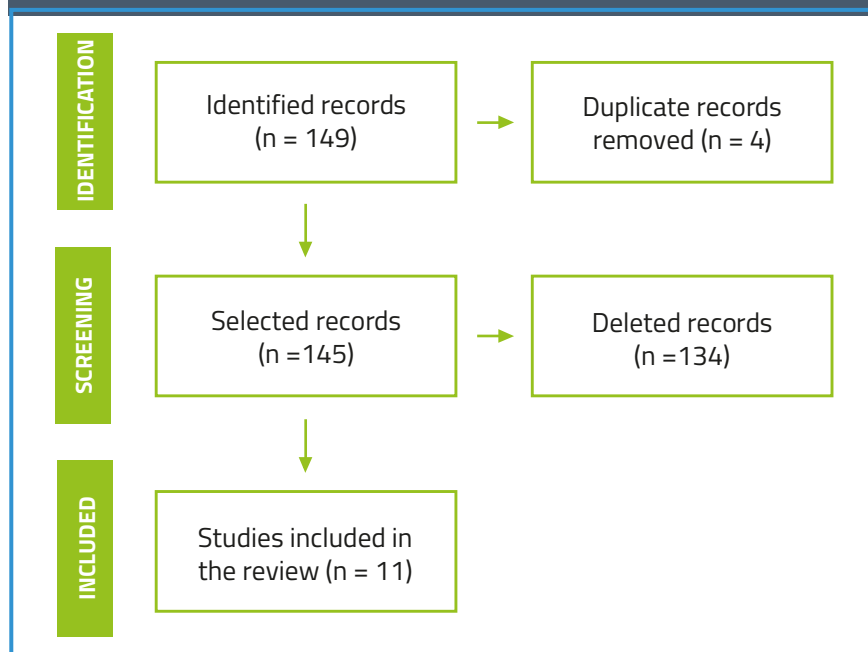 IDENTIFICATION
Identified records
(n = 149)
Duplicate records
removed (n = 4)
SCREENING
Selected records
(n =145)
Deleted records
(n =134)
INCLUDED
Studies included in
the review (n = 11)